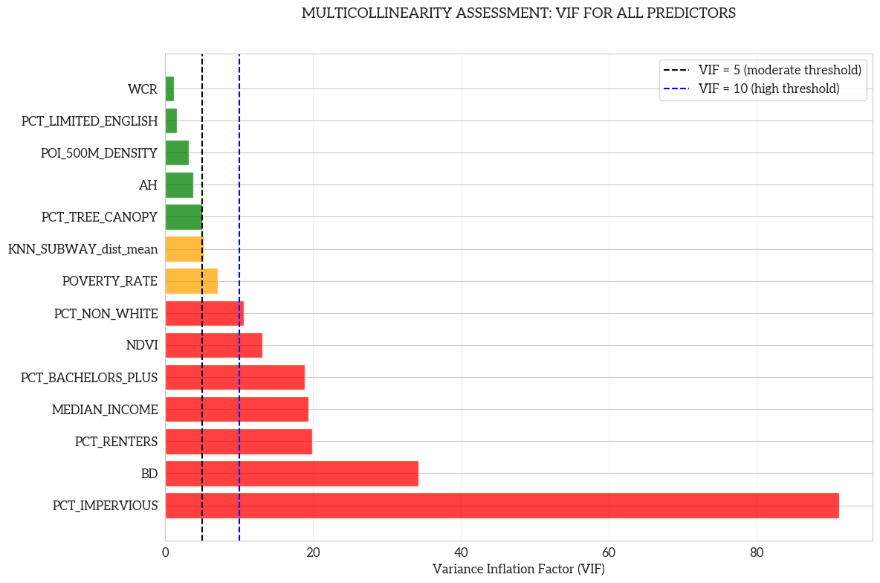 MULTICOLLINEARITY ASSESSMENT: VIF FOR ALL PREDICTORS
VIF = 5 (moderate threshold)
VIF = 10 (high threshold)
WCR
PCT_LIMITED_ENGLISH
POI_500M_DENSITY
AH
PCT_TREE_CANOPY
KNN_SUBWAY_dist_mean
POVERTY_RATE
PCT_NON_WHITE
NDVI
PCT_BACHELORS_PLUS
MEDIAN_INCOME
PCT_RENTERS
BD
PCT_IMPERVIOUS
0 20 40 60 80
Variance Inflation Factor (VIF)